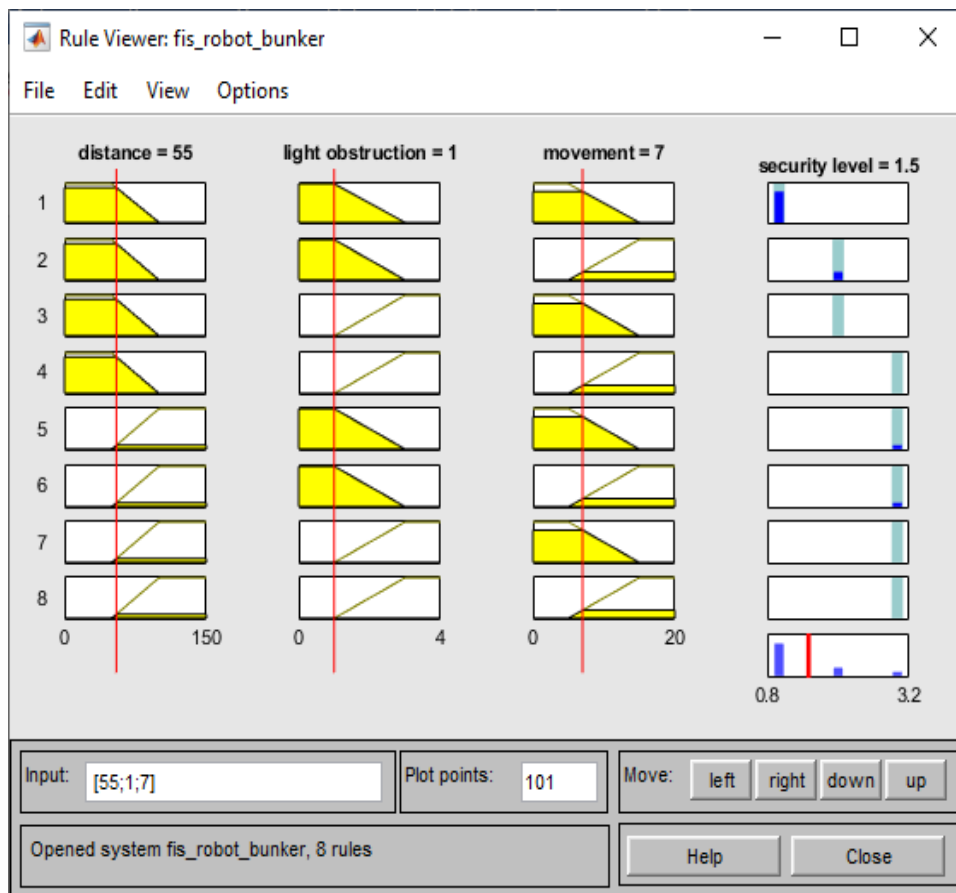 Rule Viewer: fis_robot_bunker
File Edit View Options
distance = 55 light obstruction = 1 movement = 7 security level = 1.5
1
2
3
4
5
6
7
8
0 150 0 4 0 20
0.8 3.2
Input: [55;1;7] Plot points: 101 Move: left right down up
Opened system fis_robot_bunker, 8 rules Help Close